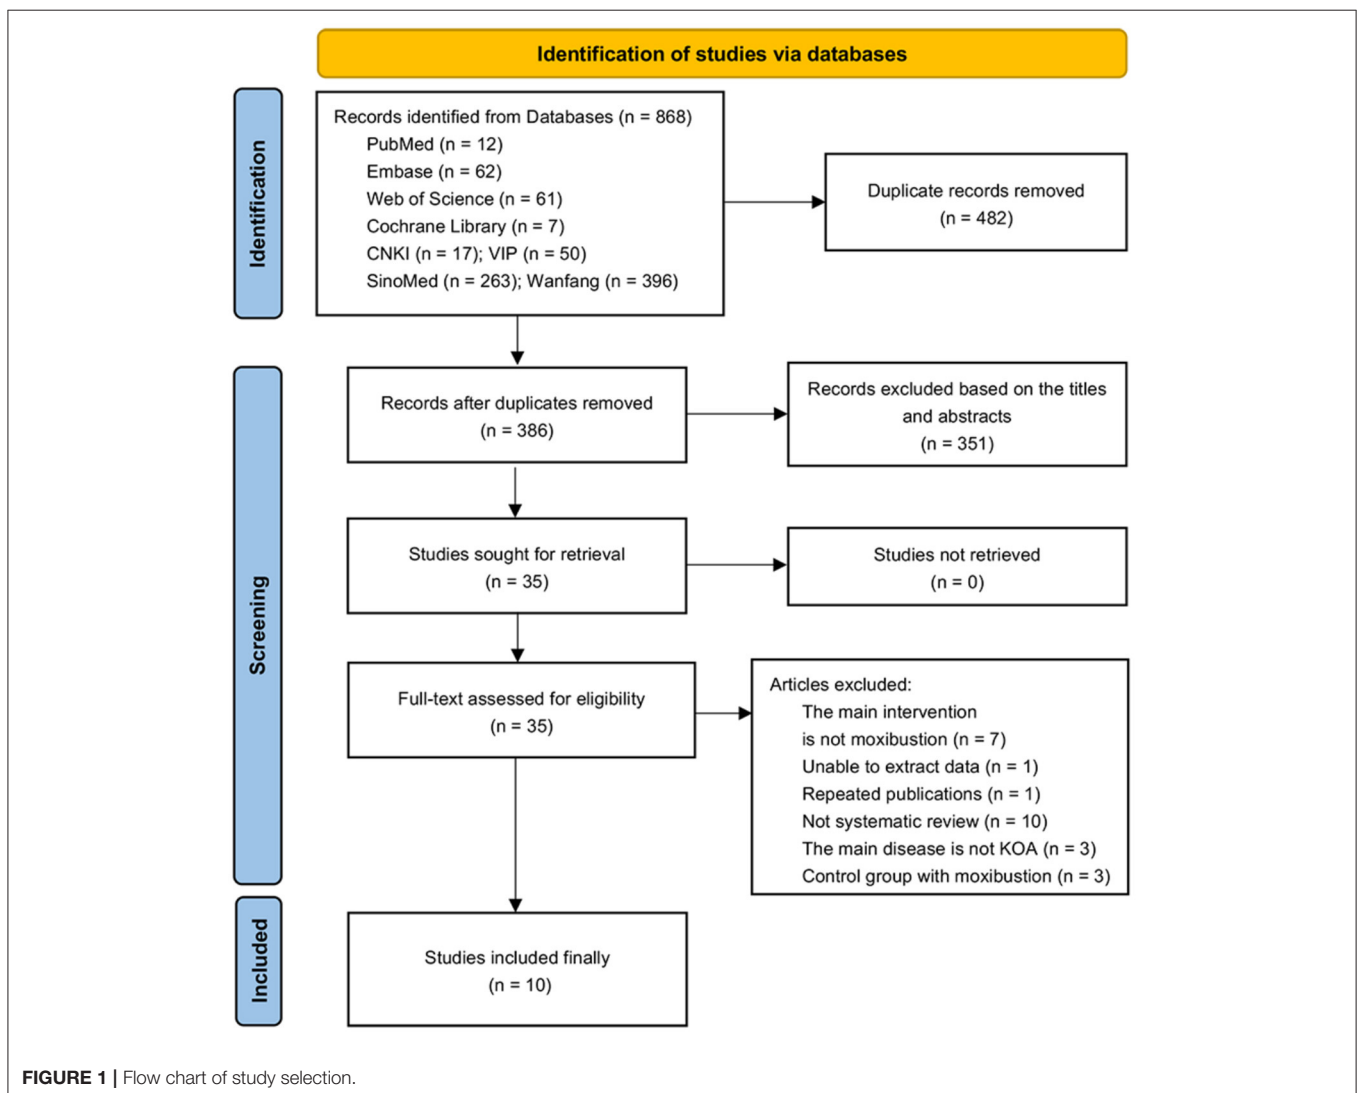 Identification of studies via databases
Identification
Records identified from Databases (n = 868)
PubMed (n = 12)
Embase (n = 62)
Web of Science (n = 61)
Cochrane Library (n = 7)
CNKI (n = 17); VIP (n = 50)
SinoMed (n = 263); Wanfang (n = 396)
Duplicate records removed
(n = 482)
Screening
Records after duplicates removed
(n = 386)
Records excluded based on the titles
and abstracts
(n = 351)
Studies sought for retrieval
(n = 35)
Studies not retrieved
(n = 0)
Full-text assessed for eligibility
(n = 35)
Articles excluded:
The main intervention
is not moxibustion (n = 7)
Unable to extract data (n = 1)
Repeated publications (n = 1)
Not systematic review (n = 10)
The main disease is not KOA (n = 3)
Control group with moxibustion (n = 3)
Included
Studies included finally
(n = 10)
FIGURE 1 | Flow chart of study selection.